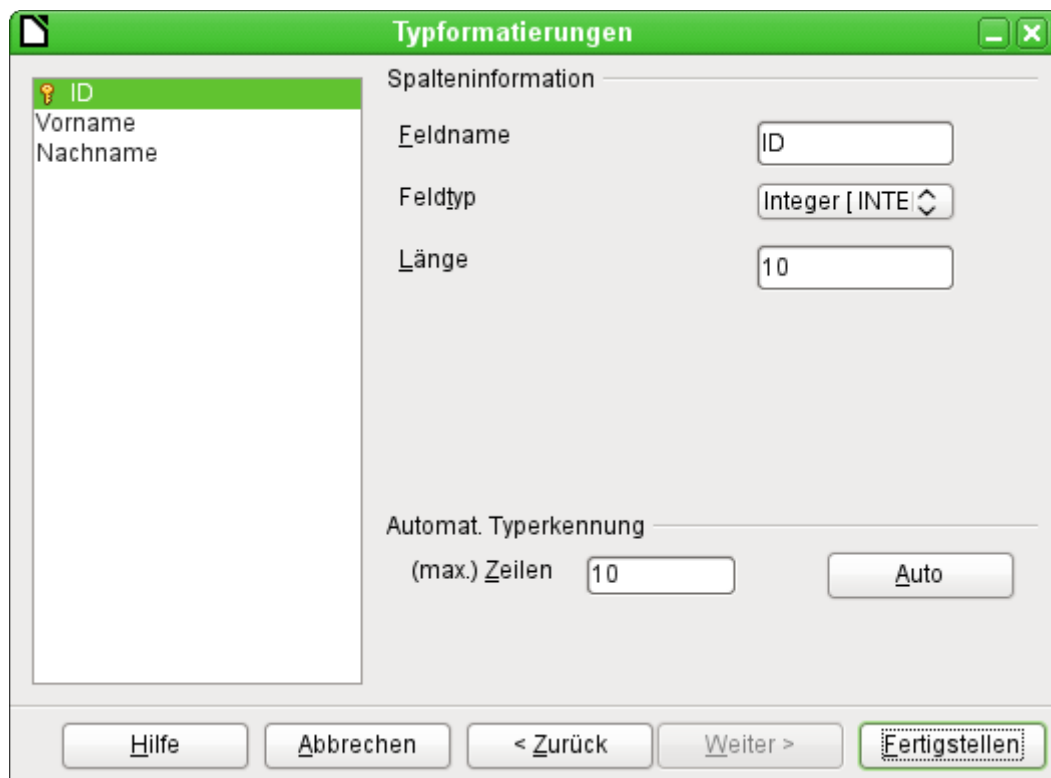 Typformatierungen
ID
Vorname
Nachname
Spalteninformation
Feldname
ID
Feldtyp
Integer [ INTE
Länge
10
Automat. Typerkennung
(max.) Zeilen
10
Auto
Hilfe
Abbrechen
< Zurück
Weiter >
Fertigstellen